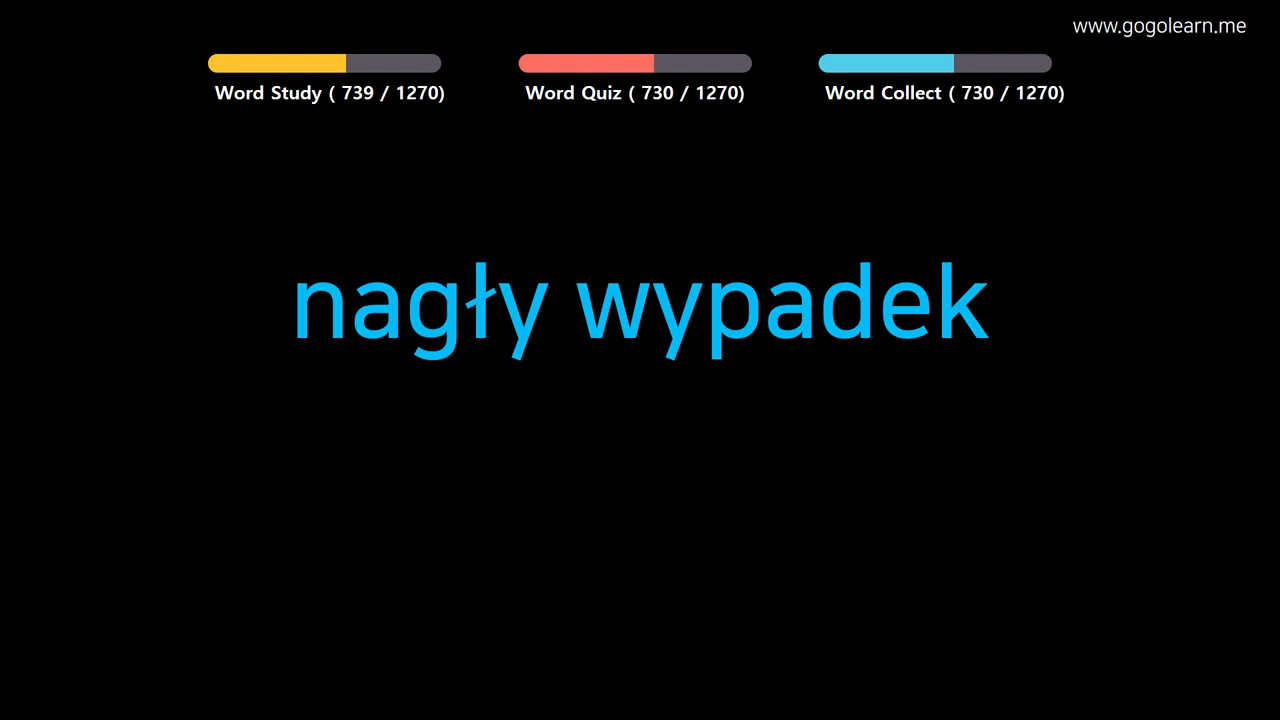 www.gogolearn.me
Word Study ( 739 / 1270)
Word Quiz ( 730 / 1270)
Word Collect ( 730 / 1270)
nagły wypadek